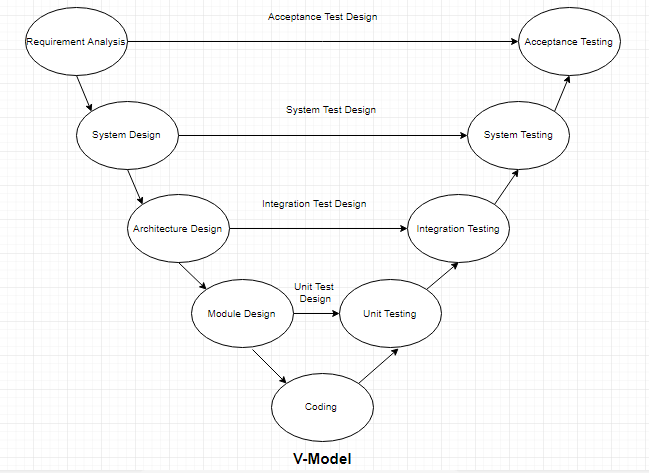 Acceptance Test Design
Requirement Analysis
Acceptance Testing
System Test Design
System Design
System Testing
Integration Test Design
Architecture Design
Integration Testing
Unit Test
Design
Module Design
Unit Testing
Coding
V-Model